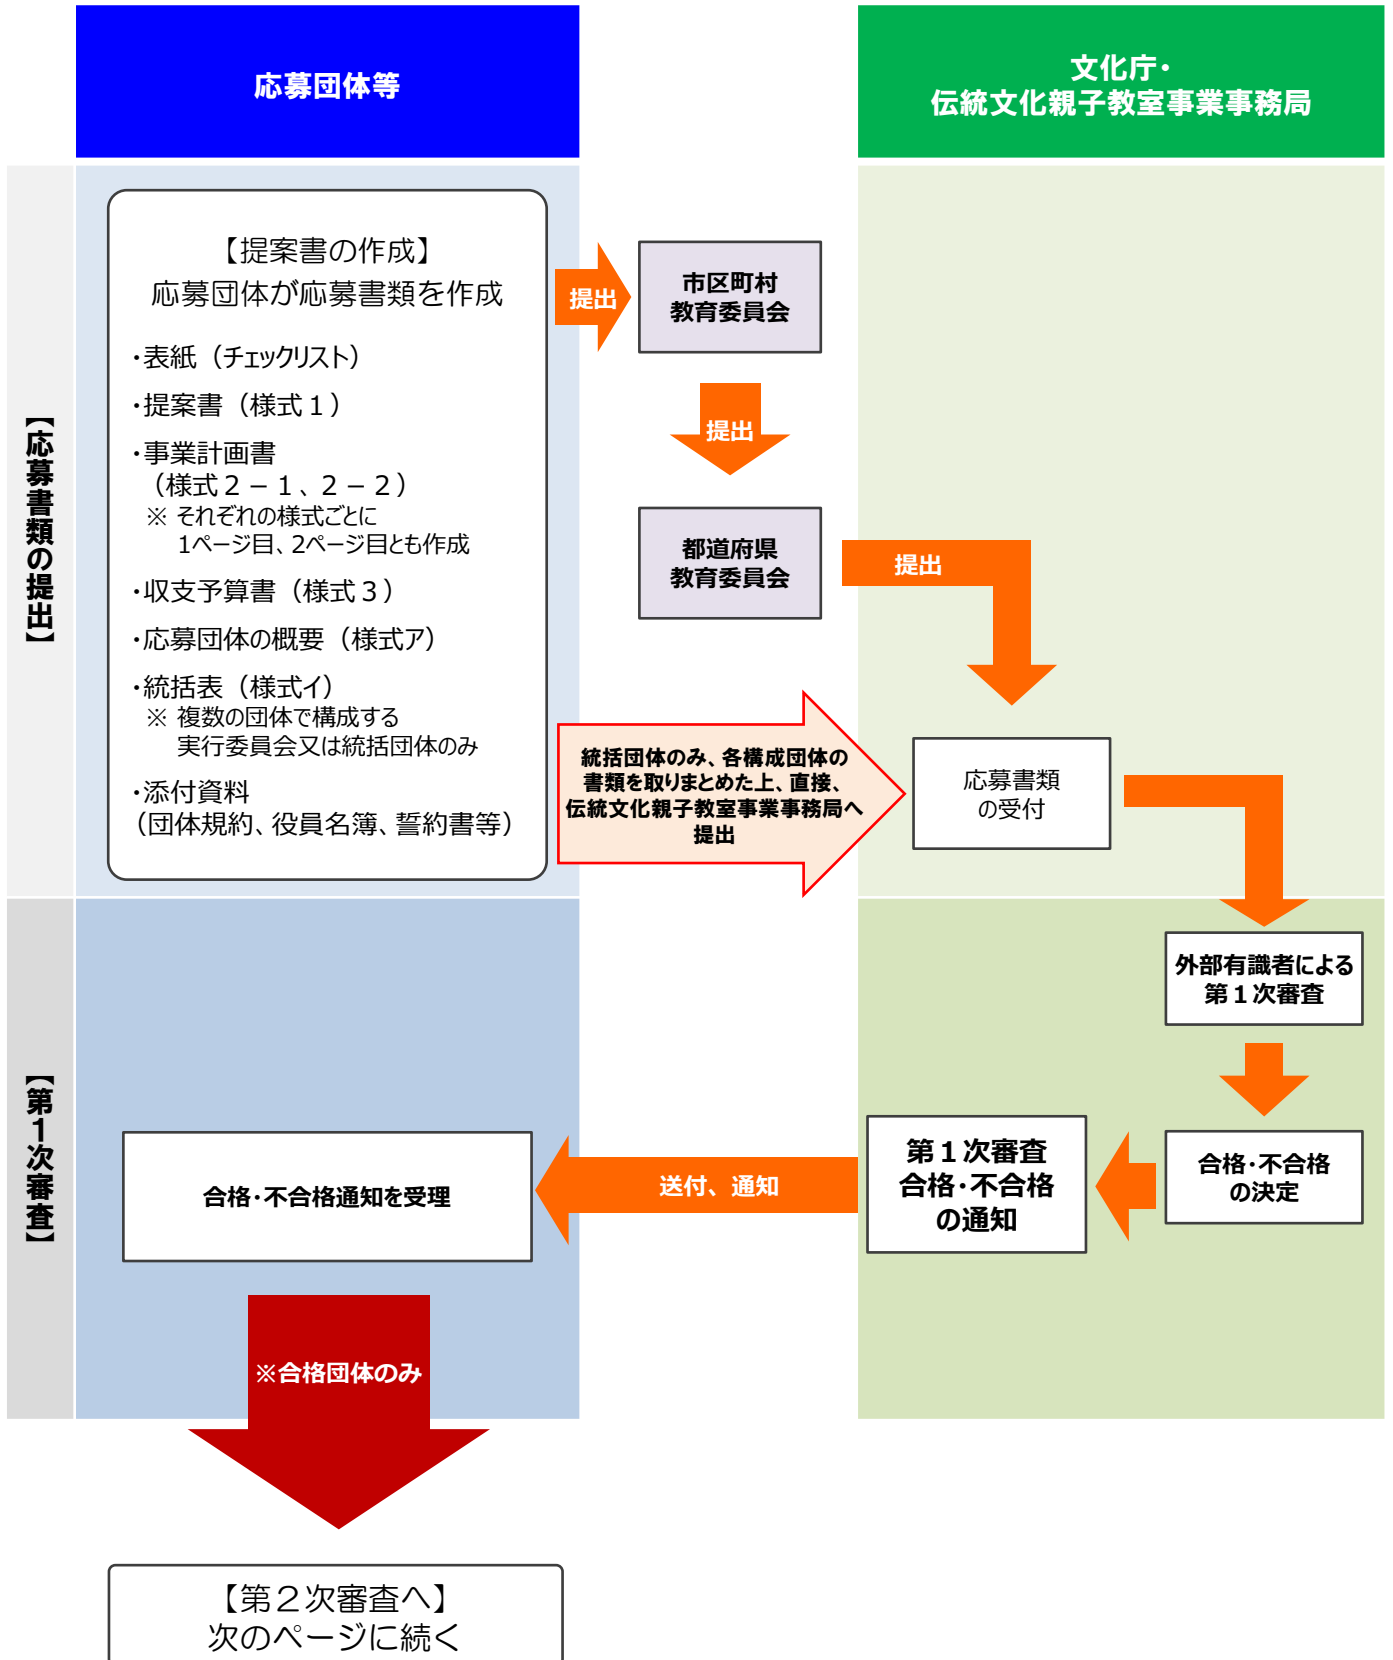 応募団体等
文化庁・
伝統文化親子教室事業事務局
【応募書類の提出】
【提案書の作成】
応募団体が応募書類を作成
・表紙（チェックリスト）
・提案書（様式１）
・事業計画書
（様式２－１、２－２）
※ それぞれの様式ごとに
1ページ目、2ページ目とも作成
・収支予算書（様式３）
・応募団体の概要（様式ア）
・統括表（様式イ）
※ 複数の団体で構成する
実行委員会又は統括団体のみ
・添付資料
（団体規約、役員名簿、誓約書等）
提出
市区町村
教育委員会
提出
都道府県
教育委員会
提出
統括団体のみ、各構成団体の
書類を取りまとめた上、直接、
伝統文化親子教室事業事務局へ
提出
応募書類
の受付
【第１次審査】
外部有識者による
第１次審査
合格・不合格
の決定
第１次審査
合格・不合格
の通知
送付、通知
合格・不合格通知を受理
※合格団体のみ
【第２次審査へ】
次のページに続く